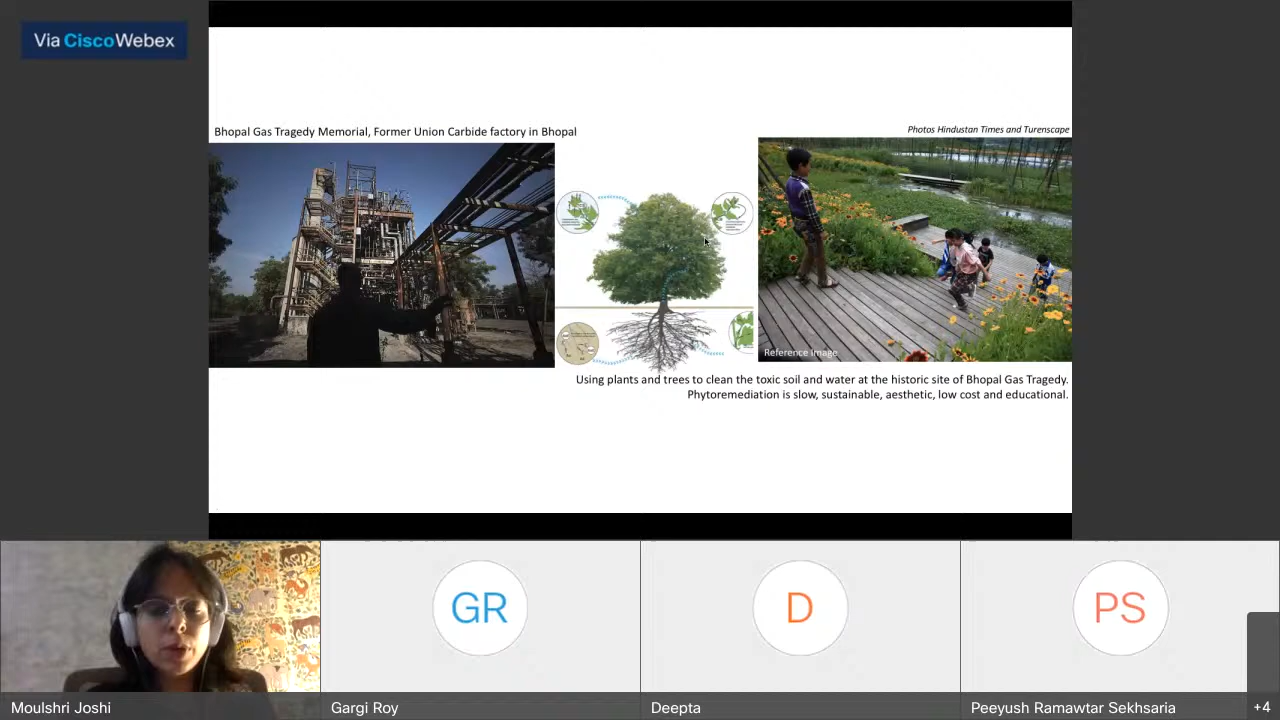 Via CiscoWebex
Bhopal Gas Tragedy Memorial, Former Union Carbide factory in Bhopal
Photos Hindustan Times and Turenscape
Reference image
Using plants and trees to clean the toxic soil and water at the historic site of Bhopal Gas Tragedy.
Phytoremediation is slow, sustainable, aesthetic, low cost and educational.
GR
D
PS
Moulshri Joshi
Gargi Roy
Deepta
Peeyush Ramawtar Sekhsaria
+4